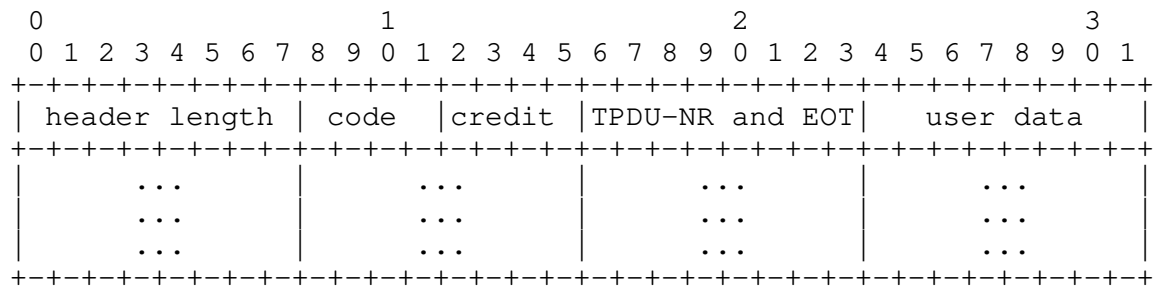 0                   1                   2                   3
0 1 2 3 4 5 6 7 8 9 0 1 2 3 4 5 6 7 8 9 0 1 2 3 4 5 6 7 8 9 0 1
+-+-+-+-+-+-+-+-+-+-+-+-+-+-+-+-+-+-+-+-+-+-+-+-+-+-+-+-+-+-+-+-+
| header length | code  |credit |TPDU-NR and EOT|   user data   |
+-+-+-+-+-+-+-+-+-+-+-+-+-+-+-+-+-+-+-+-+-+-+-+-+-+-+-+-+-+-+-+-+
|      ...      |      ...      |      ...      |      ...      |
|      ...      |      ...      |      ...      |      ...      |
|      ...      |      ...      |      ...      |      ...      |
+-+-+-+-+-+-+-+-+-+-+-+-+-+-+-+-+-+-+-+-+-+-+-+-+-+-+-+-+-+-+-+-+